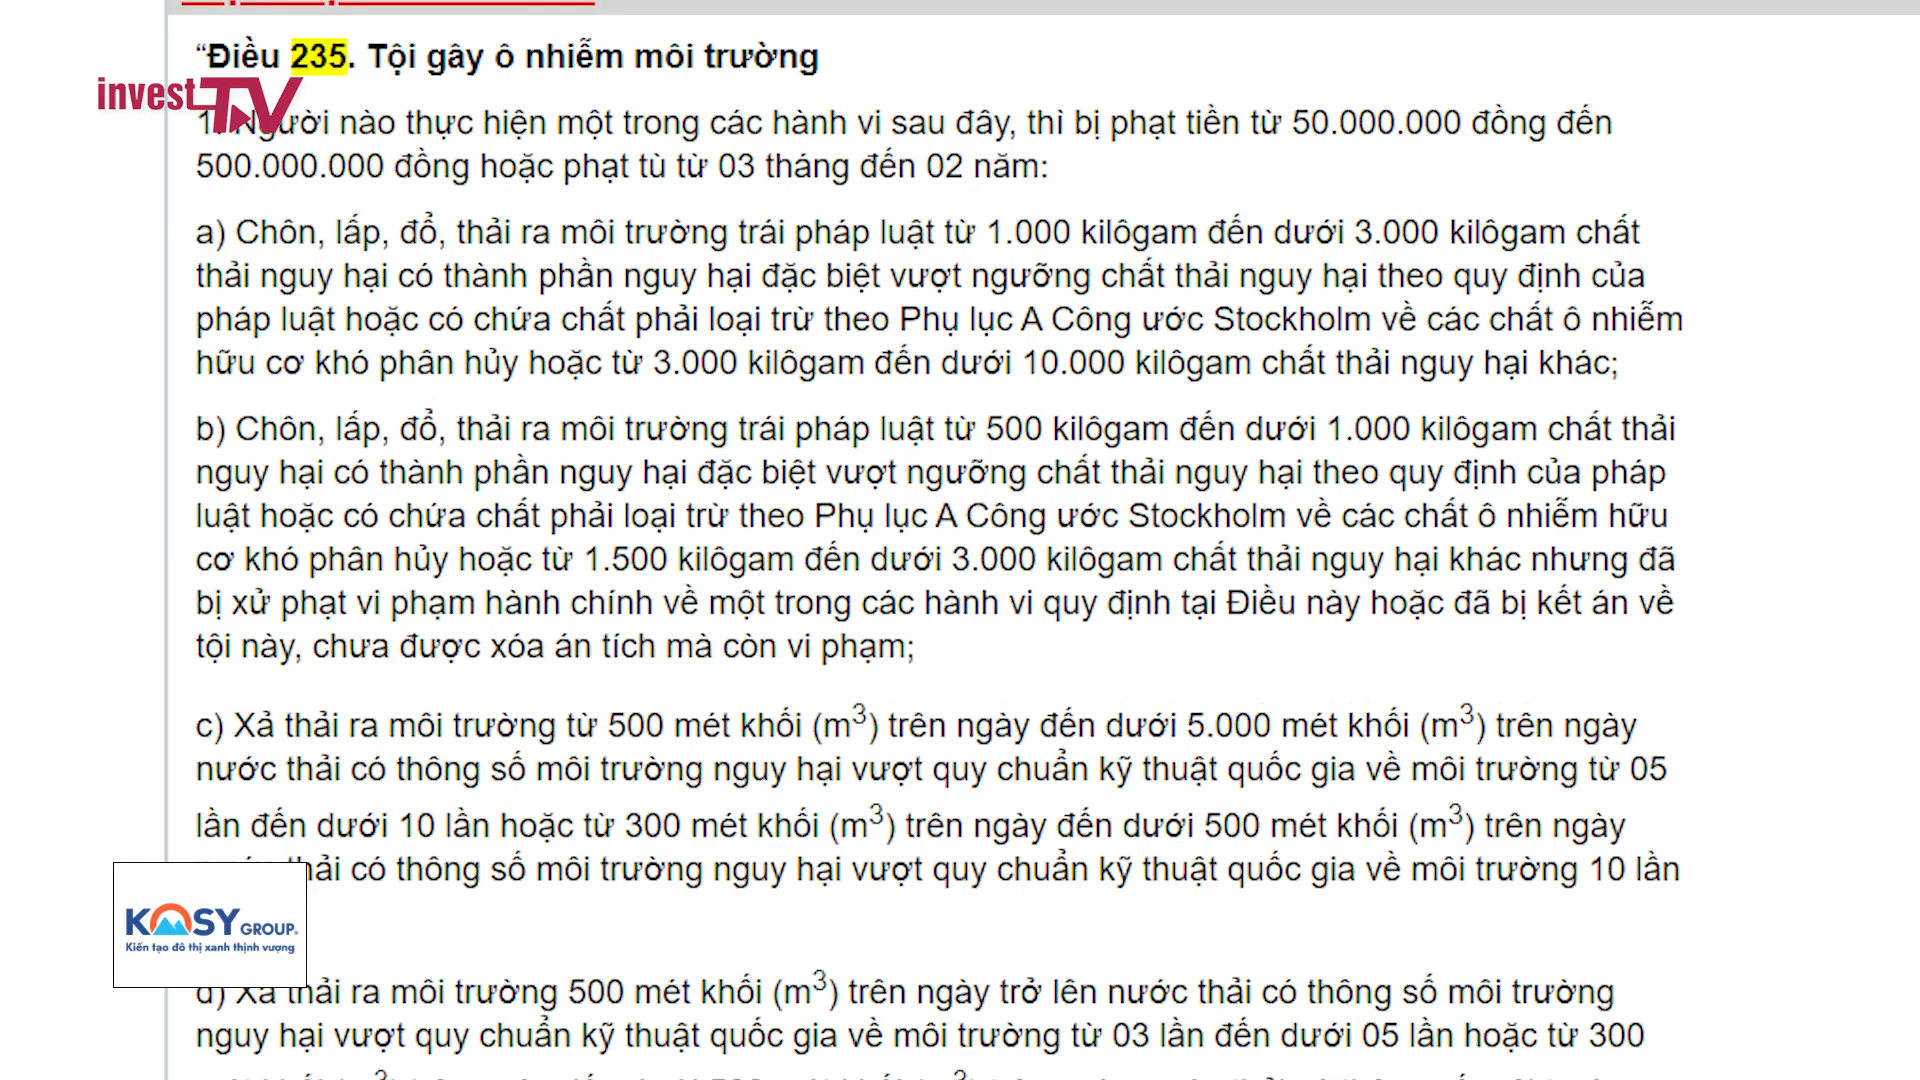 “Điều 235. Tội gây ô nhiễm môi trường
invest TV
1. Người nào thực hiện một trong các hành vi sau đây, thì bị phạt tiền từ 50.000.000 đồng đến
500.000.000 đồng hoặc phạt tù từ 03 tháng đến 02 năm:
a) Chôn, lấp, đổ, thải ra môi trường trái pháp luật từ 1.000 kilôgam đến dưới 3.000 kilôgam chất
thải nguy hại có thành phần nguy hại đặc biệt vượt ngưỡng chất thải nguy hại theo quy định của
pháp luật hoặc có chứa chất phải loại trừ theo Phụ lục A Công ước Stockholm về các chất ô nhiễm
hữu cơ khó phân hủy hoặc từ 3.000 kilôgam đến dưới 10.000 kilôgam chất thải nguy hại khác;
b) Chôn, lấp, đổ, thải ra môi trường trái pháp luật từ 500 kilôgam đến dưới 1.000 kilôgam chất thải
nguy hại có thành phần nguy hại đặc biệt vượt ngưỡng chất thải nguy hại theo quy định của pháp
luật hoặc có chứa chất phải loại trừ theo Phụ lục A Công ước Stockholm về các chất ô nhiễm hữu
cơ khó phân hủy hoặc từ 1.500 kilôgam đến dưới 3.000 kilôgam chất thải nguy hại khác nhưng đã
bị xử phạt vi phạm hành chính về một trong các hành vi quy định tại Điều này hoặc đã bị kết án về
tội này, chưa được xóa án tích mà còn vi phạm;
c) Xả thải ra môi trường từ 500 mét khối (m³) trên ngày đến dưới 5.000 mét khối (m³) trên ngày
nước thải có thông số môi trường nguy hại vượt quy chuẩn kỹ thuật quốc gia về môi trường từ 05
lần đến dưới 10 lần hoặc từ 300 mét khối (m³) trên ngày đến dưới 500 mét khối (m³) trên ngày
thải có thông số môi trường nguy hại vượt quy chuẩn kỹ thuật quốc gia về môi trường 10 lần
KOSY GROUP
Kiến tạo đô thị xanh thịnh vượng
d) Xả thải ra môi trường 500 mét khối (m³) trên ngày trở lên nước thải có thông số môi trường
nguy hại vượt quy chuẩn kỹ thuật quốc gia về môi trường từ 03 lần đến dưới 05 lần hoặc từ 300